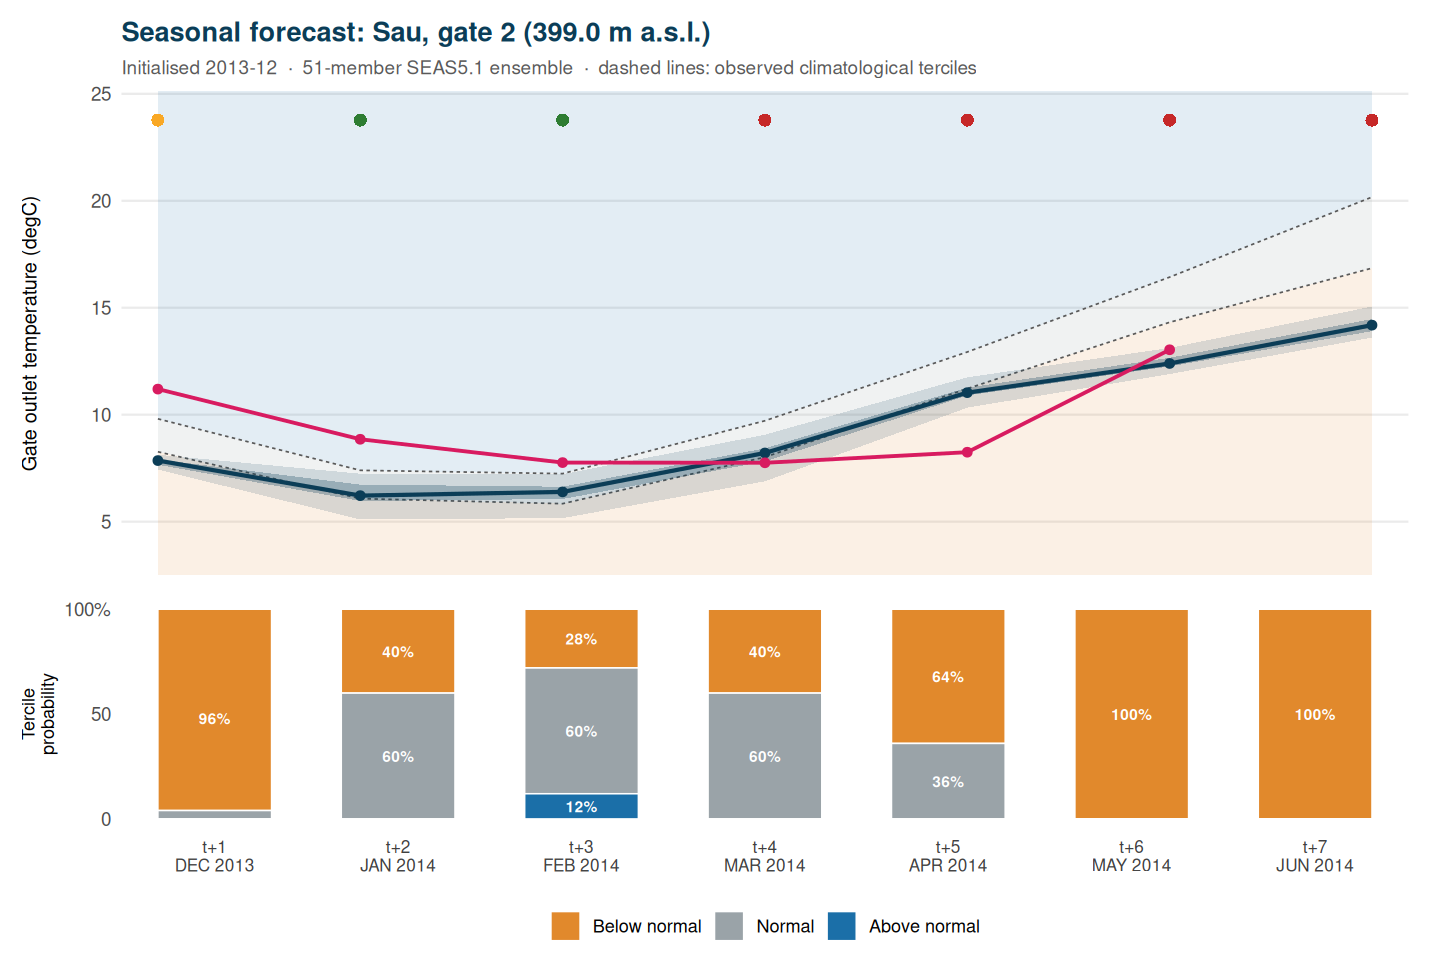 Seasonal forecast: Sau, gate 2 (399.0 m a.s.l.)
Initialised 2013-12 · 51-member SEAS5.1 ensemble · dashed lines: observed climatological terciles
Gate outlet temperature (degC)
25
20
15
10
5
Tercile
probability
100%
50
0
96%
40%
60%
28%
60%
12%
40%
60%
64%
36%
100%
100%
t+1
DEC 2013
t+2
JAN 2014
t+3
FEB 2014
t+4
MAR 2014
t+5
APR 2014
t+6
MAY 2014
t+7
JUN 2014
Below normal
Normal
Above normal